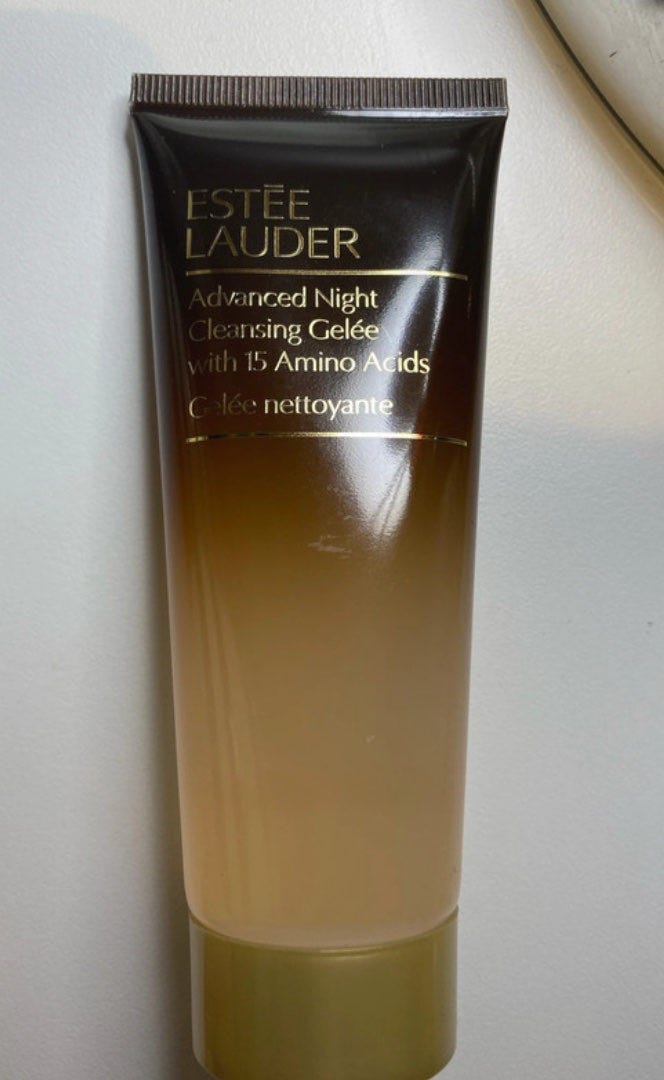 ESTĒE
LAUDER
Advanced Night
Cleansing Gelée
with 15 Amino Acids
Gelée nettoyante